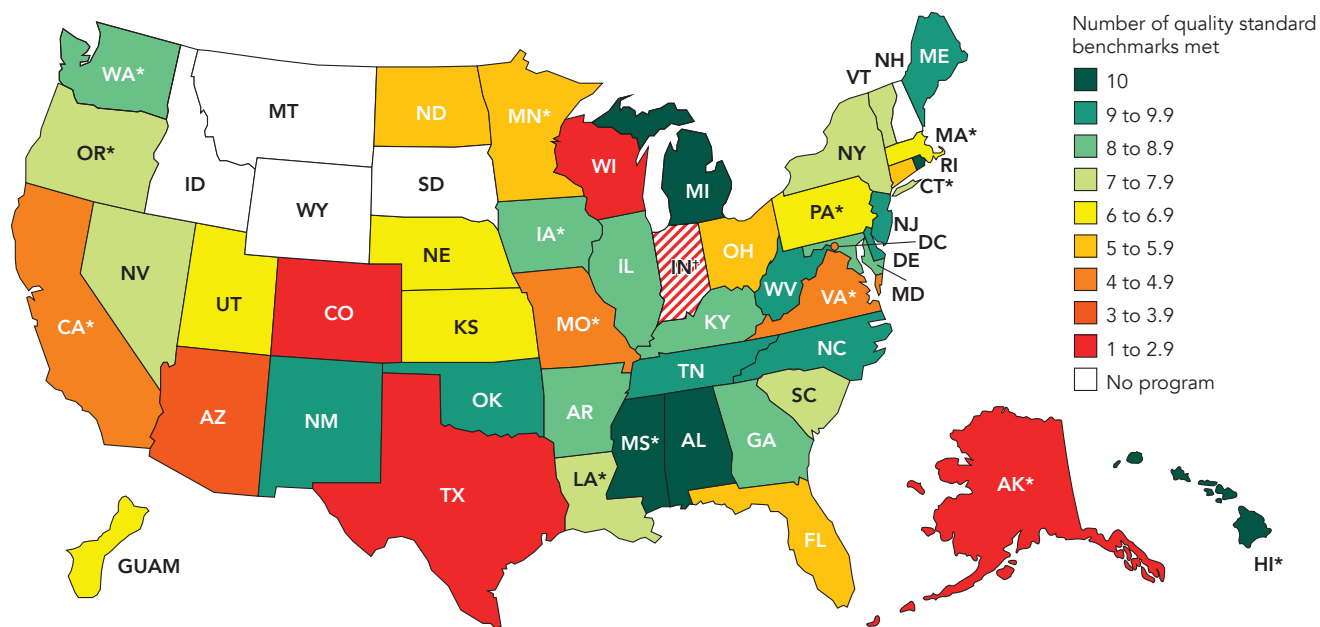 Number of quality standard
benchmarks met
10
9 to 9.9
8 to 8.9
7 to 7.9
6 to 6.9
5 to 5.9
4 to 4.9
3 to 3.9
1 to 2.9
No program
WA*
MT
ND
MN*
VT
NH
ME
OR*
ID
WY
SD
WI
MI
NY
MA*
RI
CT*
NV
UT
CO
NE
KS
IA*
MO*
IL
IN†
OH
PA*
NJ
DC
DE
MD
CA*
AZ
NM
OK
TX
AR
LA*
KY
WV
VA*
TN
NC
SC
MS*
AL
GA
FL
AK*
HI*
GUAM